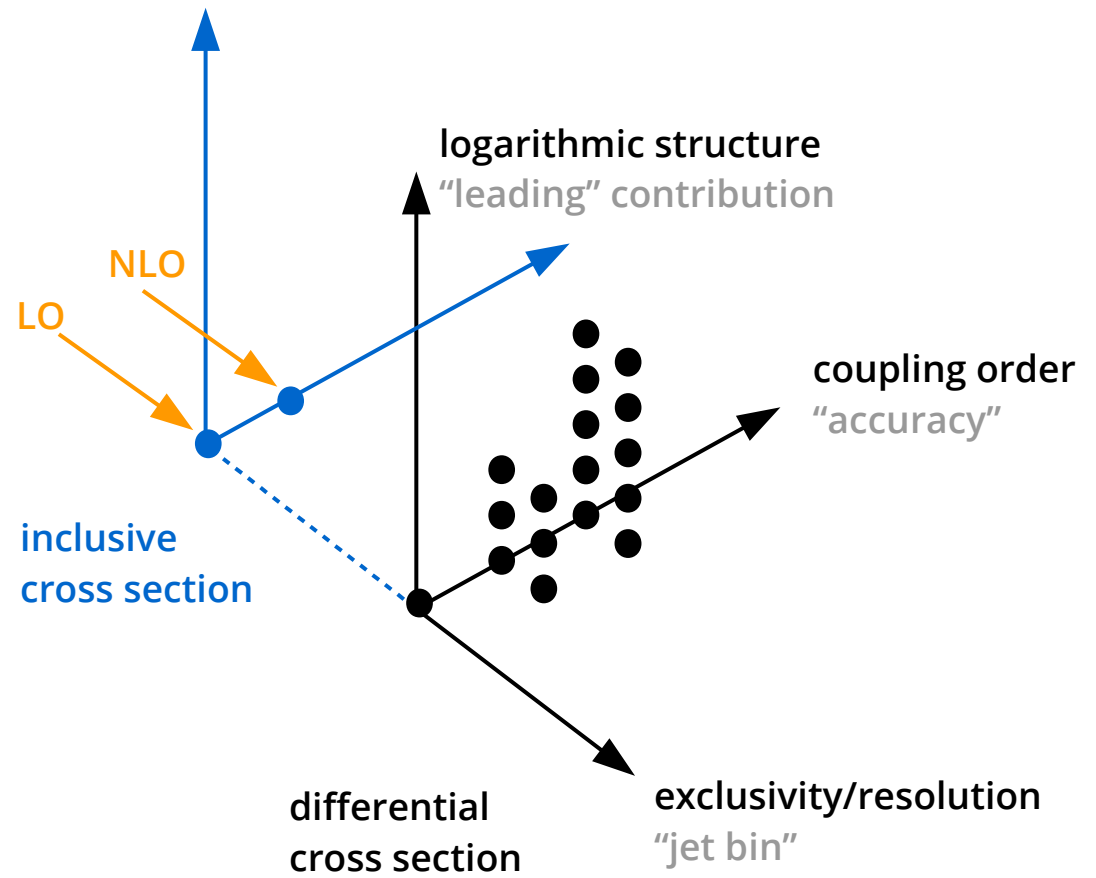 logarithmic structure
“leading” contribution
NLO
LO
coupling order
“accuracy”
inclusive
cross section
differential
cross section
exclusivity/resolution
“jet bin”